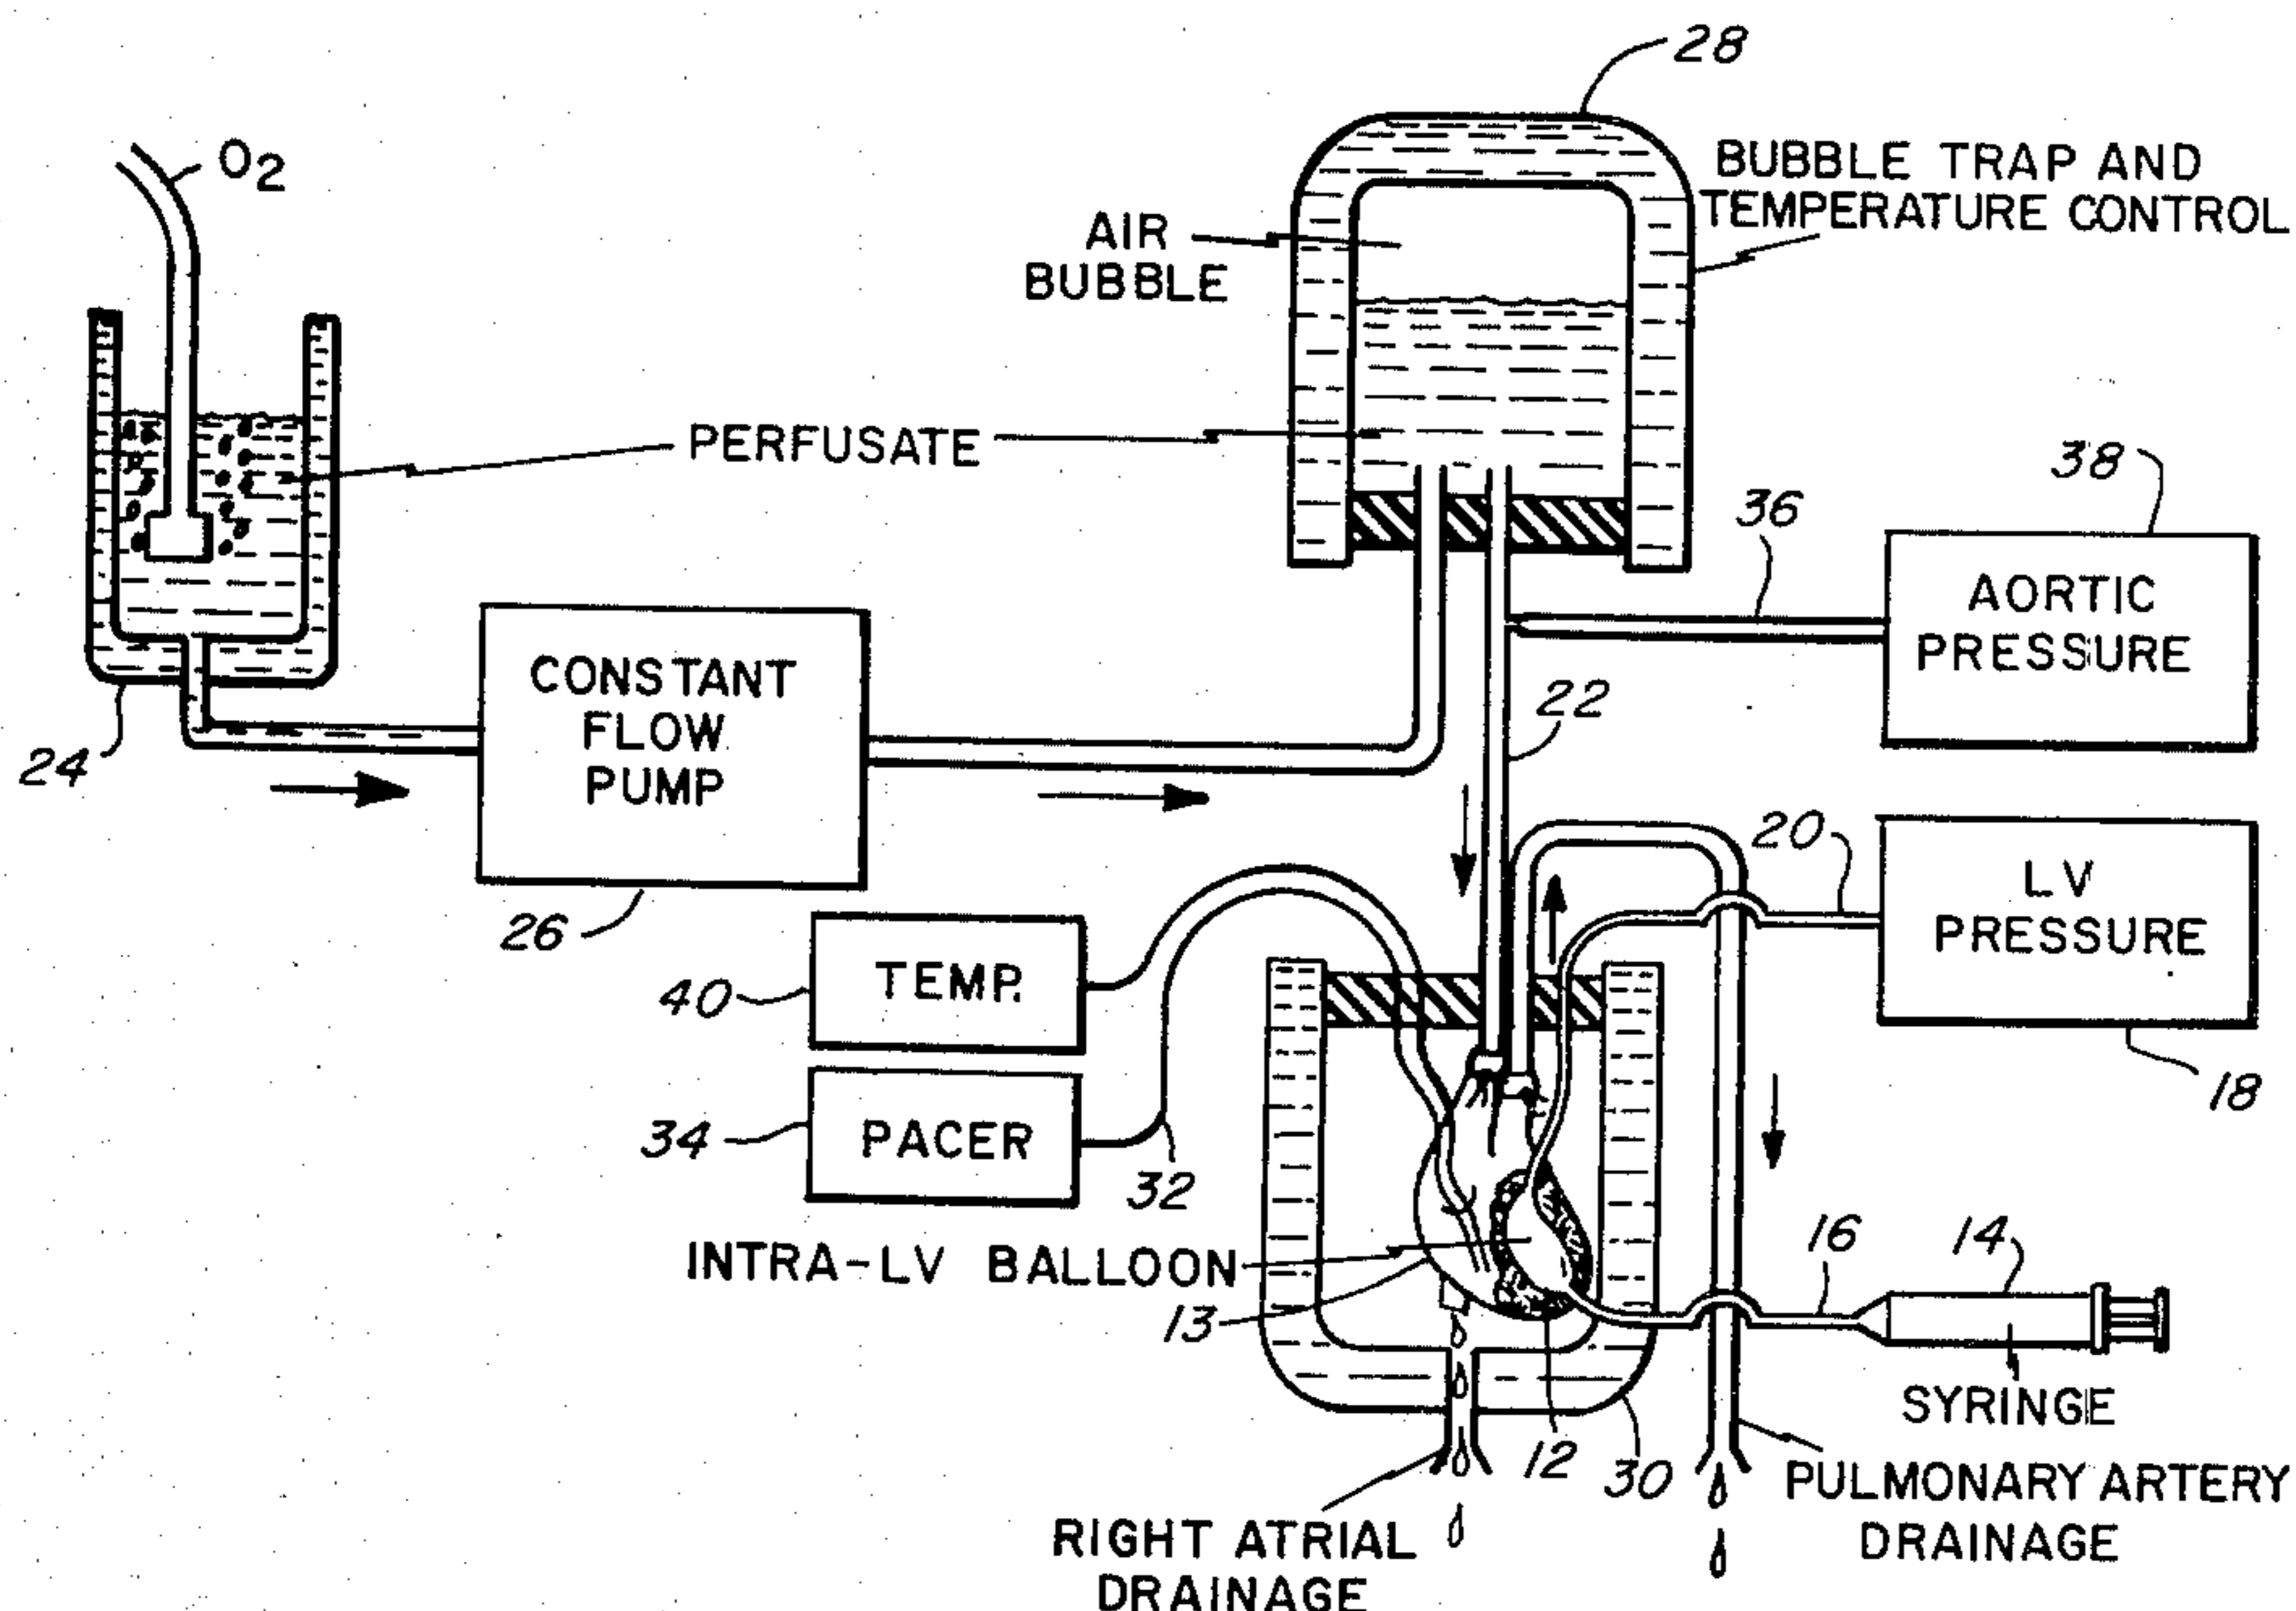 28
O2
BUBBLE TRAP AND
TEMPERATURE CONTROL
AIR
BUBBLE
PERFUSATE
38
36
AORTIC
PRESSURE
CONSTANT
FLOW
PUMP
22
24
20
LV
PRESSURE
26
TEMP.
40
18
PACER
34
32
INTRA-LV BALLOON
13
16
14
SYRINGE
12
30
PULMONARY ARTERY
DRAINAGE
RIGHT ATRIAL
DRAINAGE